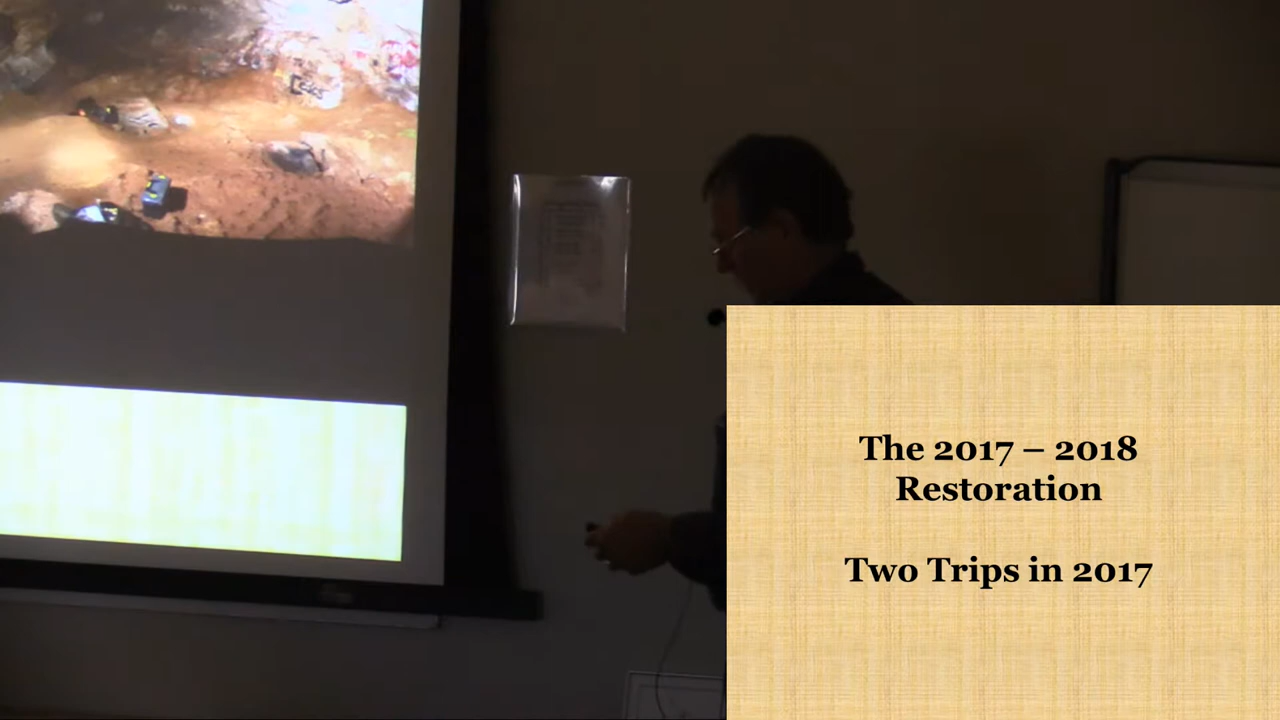 The 2017 – 2018
Restoration
Two Trips in 2017